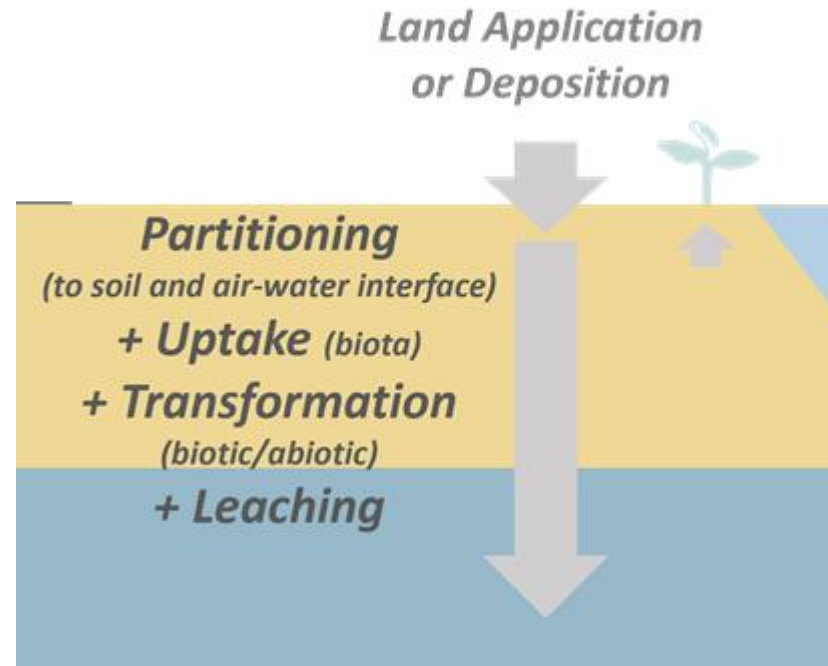 Land Application
or Deposition
Partitioning
(to soil and air-water interface)
+ Uptake (biota)
+ Transformation
(biotic/abiotic)
+ Leaching